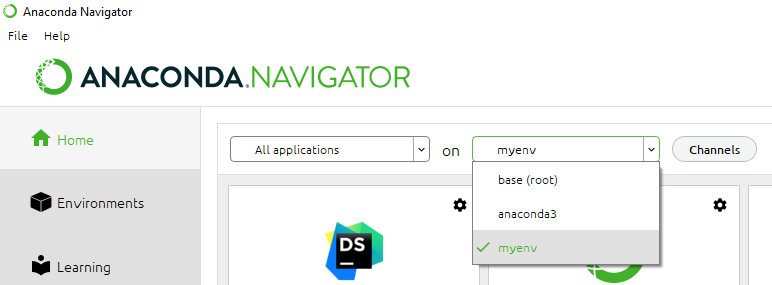 Anaconda Navigator
File Help
ANACONDA.NAVIGATOR
Home
All applications on myenv Channels
base (root)
anaconda3
myenv
Environments
DS
Learning